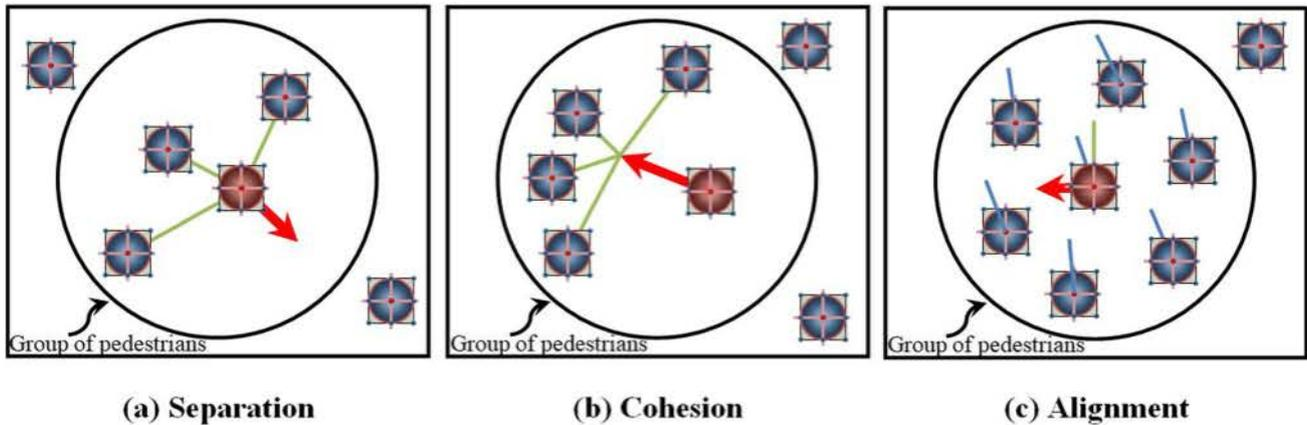 Group of pedestrians
Group of pedestrians
Group of pedestrians
(a) Separation
(b) Cohesion
(c) Alignment